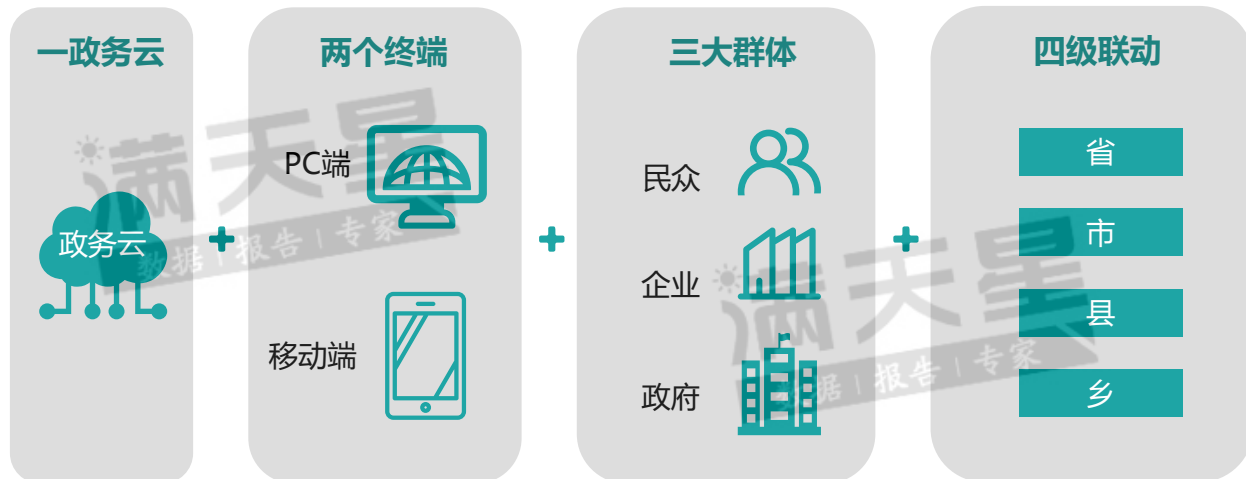 一政务云
政务云
两个终端
PC端
移动端
三大群体
民众
企业
政府
四级联动
省
市
县
乡
满天星
数据|报告|专家
满天星
数据|报告|专家